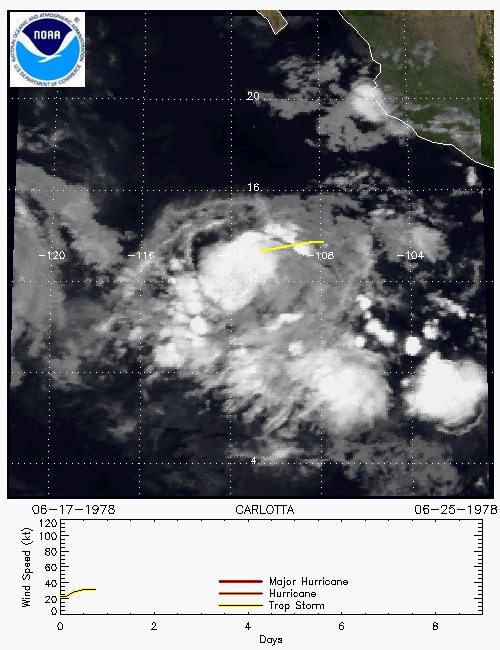 NATIONAL OCEANIC AND ATMOSPHERIC ADMINISTRATION
NOAA
U.S. DEPARTMENT OF COMMERCE
20
16
-120 -116 -112 -108 -104
12
8
4
06-17-1978 CARLOTTA 06-25-1978
Wind Speed (kt)
120
100
80
60
40
20
0
Major Hurricane
Hurricane
Trop Storm
0 2 4 6 8
Days